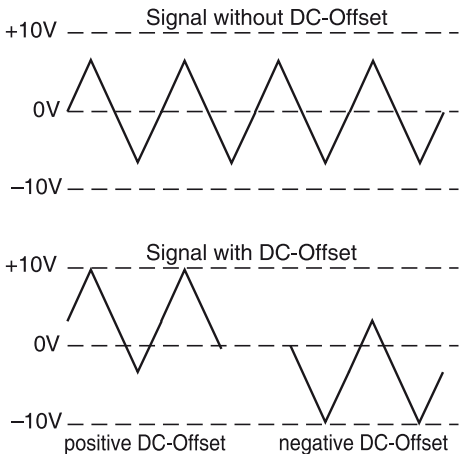 Signal without DC-Offset
+10V
0V
–10V
Signal with DC-Offset
+10V
0V
–10V
positive DC-Offset negative DC-Offset